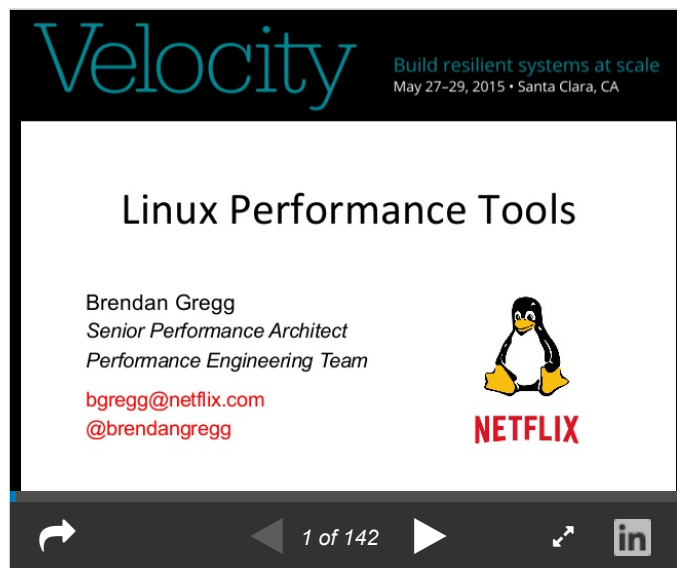 Velocity
Build resilient systems at scale
May 27–29, 2015 • Santa Clara, CA
Linux Performance Tools
Brendan Gregg
Senior Performance Architect
Performance Engineering Team
bgregg@netflix.com
@brendangregg
NETFLIX
1 of 142
in